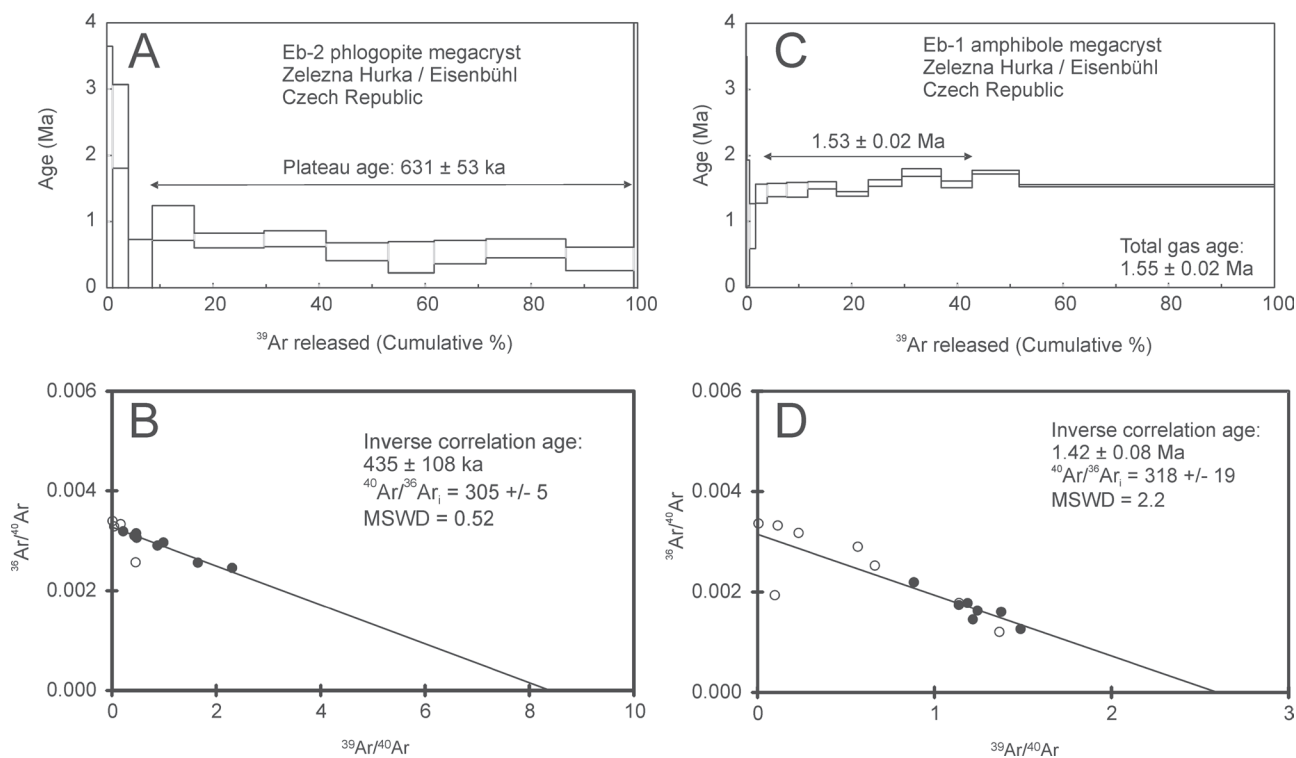 A
Eb-2 phlogopite megacryst
Zelezna Hurka / Eisenbühl
Czech Republic
Plateau age: 631 ± 53 ka
Age (Ma)
4
3
2
1
0
0 20 40 60 80 100
³⁹Ar released (Cumulative %)
C
Eb-1 amphibole megacryst
Zelezna Hurka / Eisenbühl
Czech Republic
1.53 ± 0.02 Ma
Total gas age:
1.55 ± 0.02 Ma
Age (Ma)
4
3
2
1
0
0 20 40 60 80 100
³⁹Ar released (Cumulative %)
B
Inverse correlation age:
435 ± 108 ka
⁴⁰Ar/³⁶Arᵢ = 305 +/- 5
MSWD = 0.52
³⁶Ar/⁴⁰Ar
0.006
0.004
0.002
0.000
0 2 4 6 8 10
³⁹Ar/⁴⁰Ar
D
Inverse correlation age:
1.42 ± 0.08 Ma
⁴⁰Ar/³⁶Arᵢ = 318 +/- 19
MSWD = 2.2
³⁶Ar/⁴⁰Ar
0.006
0.004
0.002
0.000
0 1 2 3
³⁹Ar/⁴⁰Ar